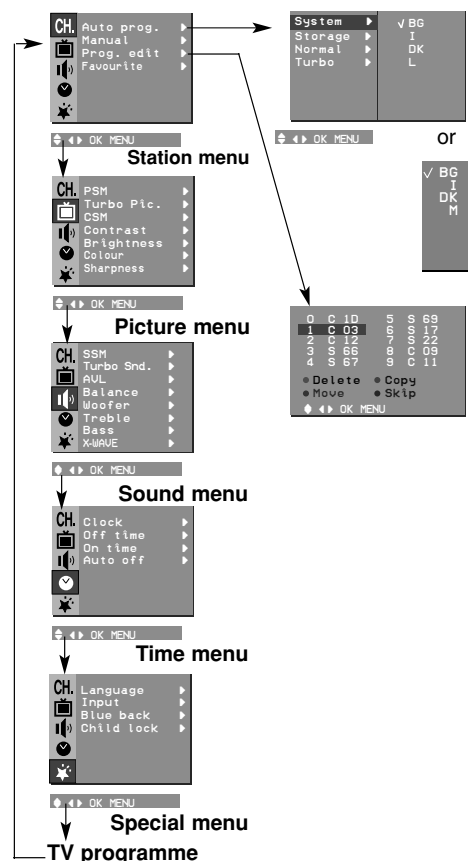 CH.
Auto prog.
Manual
Prog. edit
Favourite
OK MENU
Station menu
System
Storage
Normal
Turbo
√ BG
I
DK
L
OK MENU
or
√ BG
I
DK
M
CH.
PSM
Turbo Pic.
CSM
Contrast
Brightness
Colour
Sharpness
OK MENU
Picture menu
0 C 10 5 S 69
1 C 03 6 S 17
2 C 12 7 S 22
3 S 66 8 C 09
4 S 67 9 C 11
Delete Copy
Move Skip
OK MENU
CH.
SSM
Turbo Snd.
AVL
Balance
Woofer
Treble
Bass
X-WAVE
OK MENU
Sound menu
CH.
Clock
Off time
On time
Auto off
OK MENU
Time menu
CH.
Language
Input
Blue back
Child lock
OK MENU
Special menu
TV programme